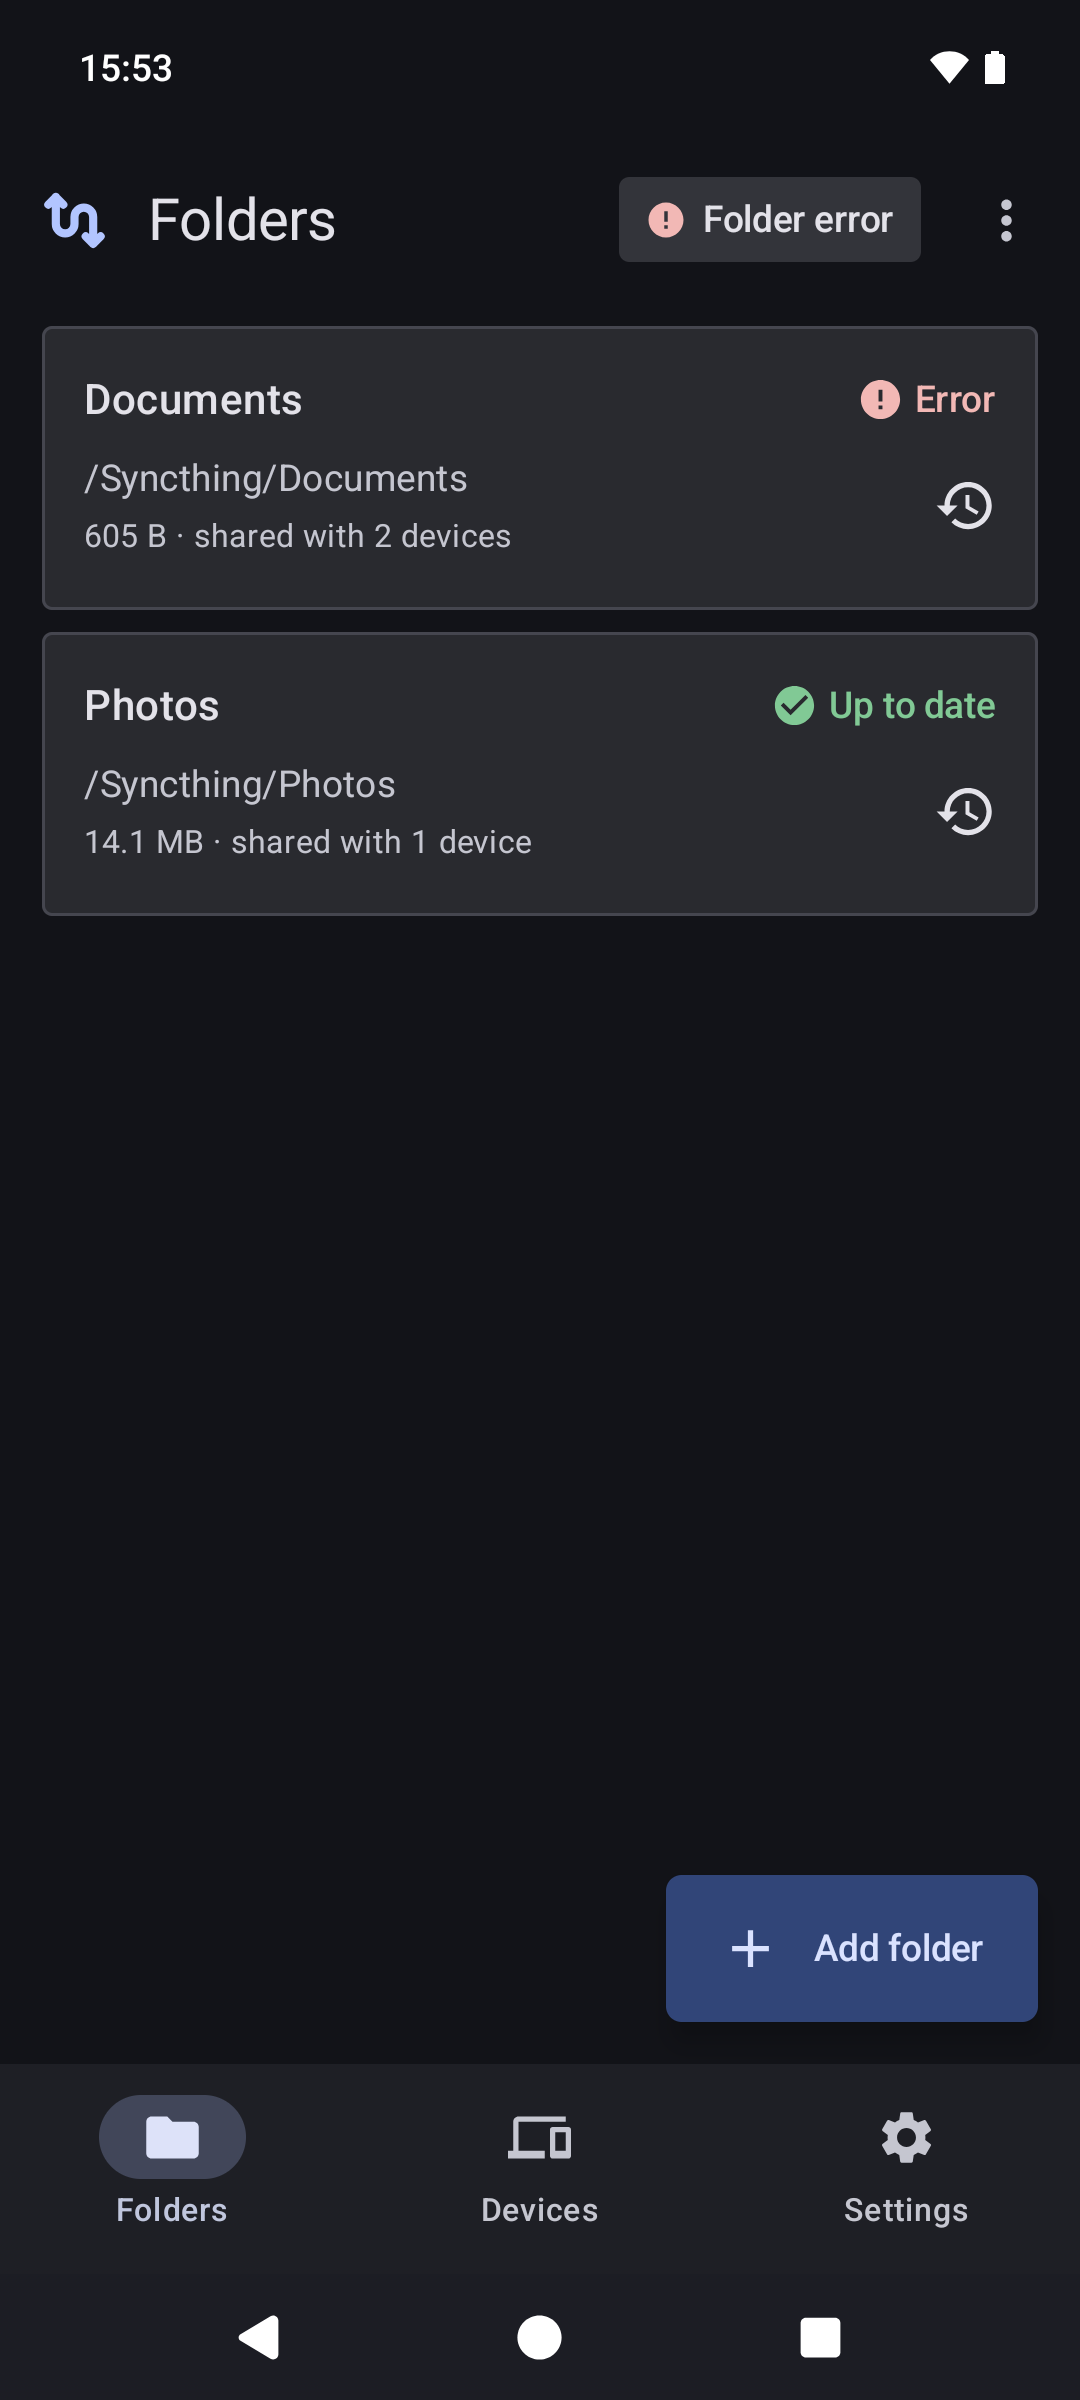 15:53
Folders
Folder error
Documents
Error
/Syncthing/Documents
605 B · shared with 2 devices
Photos
Up to date
/Syncthing/Photos
14.1 MB · shared with 1 device
Add folder
Folders
Devices
Settings